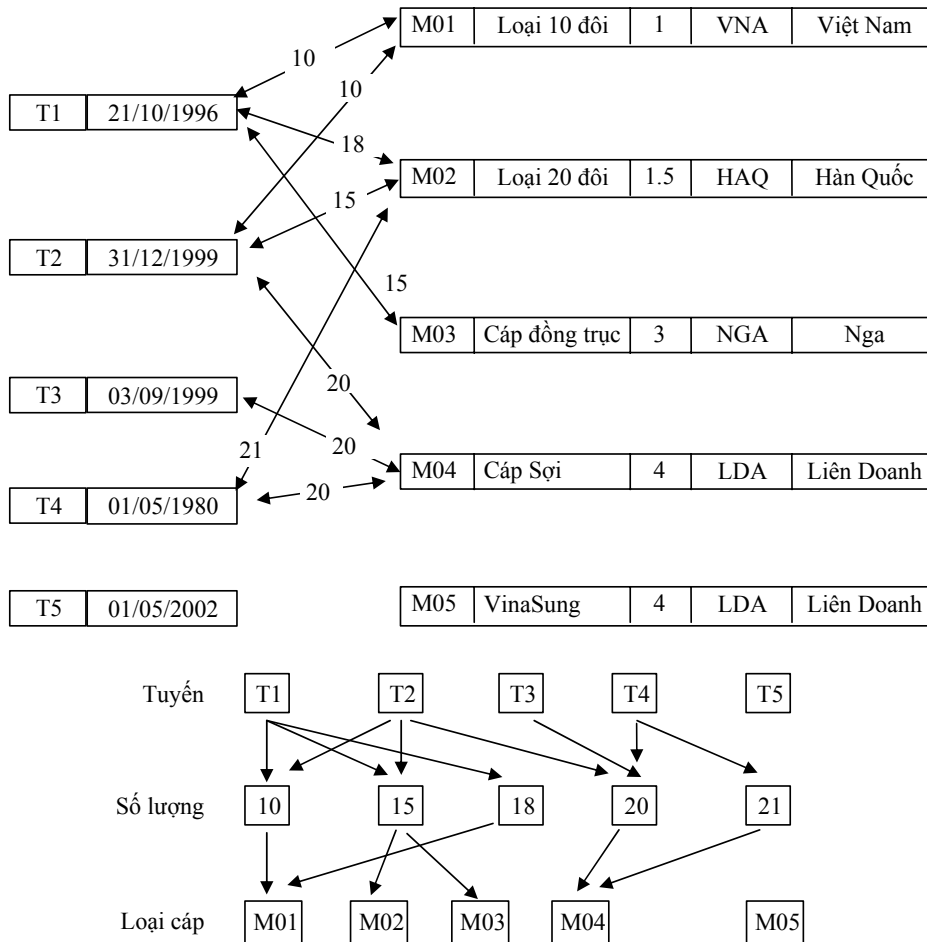 M01 Loại 10 đôi 1 VNA Việt Nam
10
10
T1 21/10/1996
18
M02 Loại 20 đôi 1.5 HAQ Hàn Quốc
15
T2 31/12/1999
15
M03 Cáp đồng trục 3 NGA Nga
20
T3 03/09/1999
21
20
M04 Cáp Sợi 4 LDA Liên Doanh
20
T4 01/05/1980
T5 01/05/2002
M05 VinaSung 4 LDA Liên Doanh
Tuyến T1 T2 T3 T4 T5
Số lượng 10 15 18 20 21
Loại cáp M01 M02 M03 M04 M05